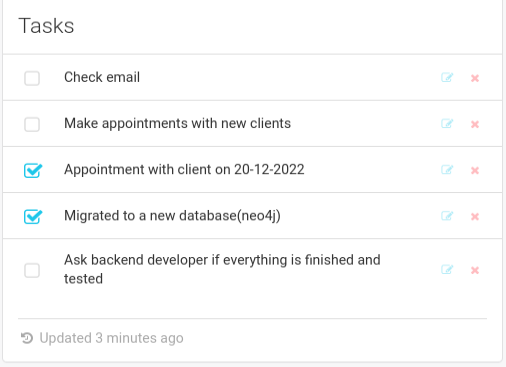 Tasks
Check email
Make appointments with new clients
Appointment with client on 20-12-2022
Migrated to a new database(neo4j)
Ask backend developer if everything is finished and
tested
Updated 3 minutes ago